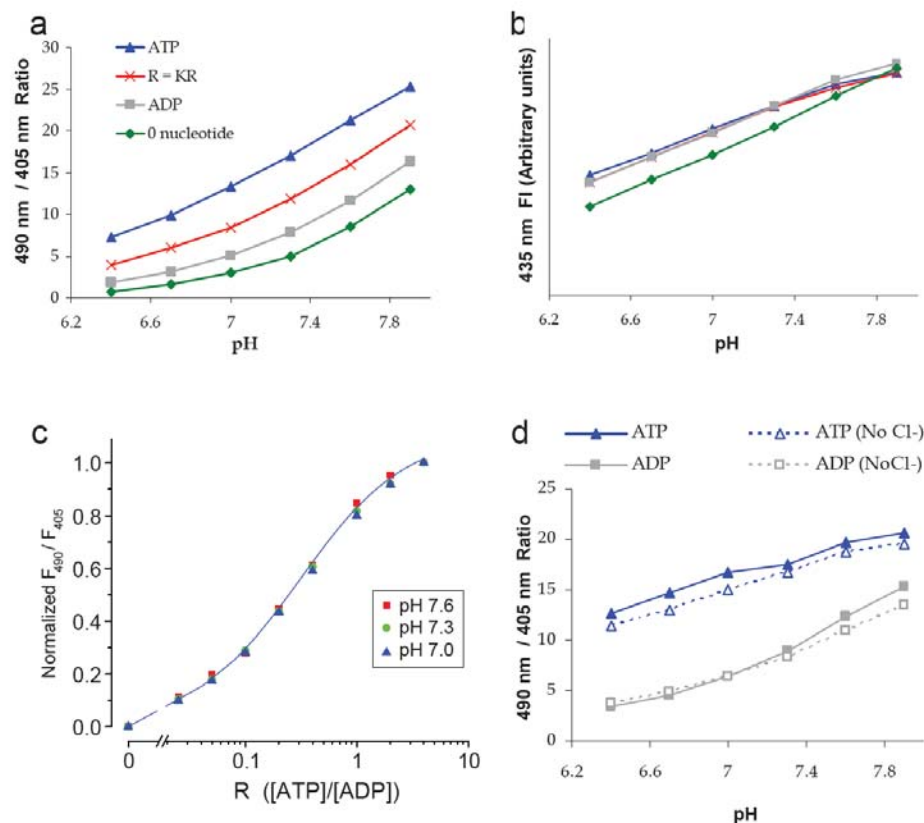 a
490 nm / 405 nm Ratio
30
25
20
15
10
5
0
ATP
R = KR
ADP
0 nucleotide
6.2
6.6
7
7.4
7.8
pH
b
435 nm FI (Arbitrary units)
6.2
6.6
7
7.4
7.8
pH
c
Normalized F490/ F405
1.0
0.8
0.6
0.4
0.2
0.0
pH 7.6
pH 7.3
pH 7.0
0
0.1
1
10
R ([ATP]/[ADP])
d
ATP
ATP (No Cl-)
ADP
ADP (NoCl-)
490 nm / 405 nm Ratio
25
20
15
10
5
0
6.2
6.6
7
7.4
7.8
pH